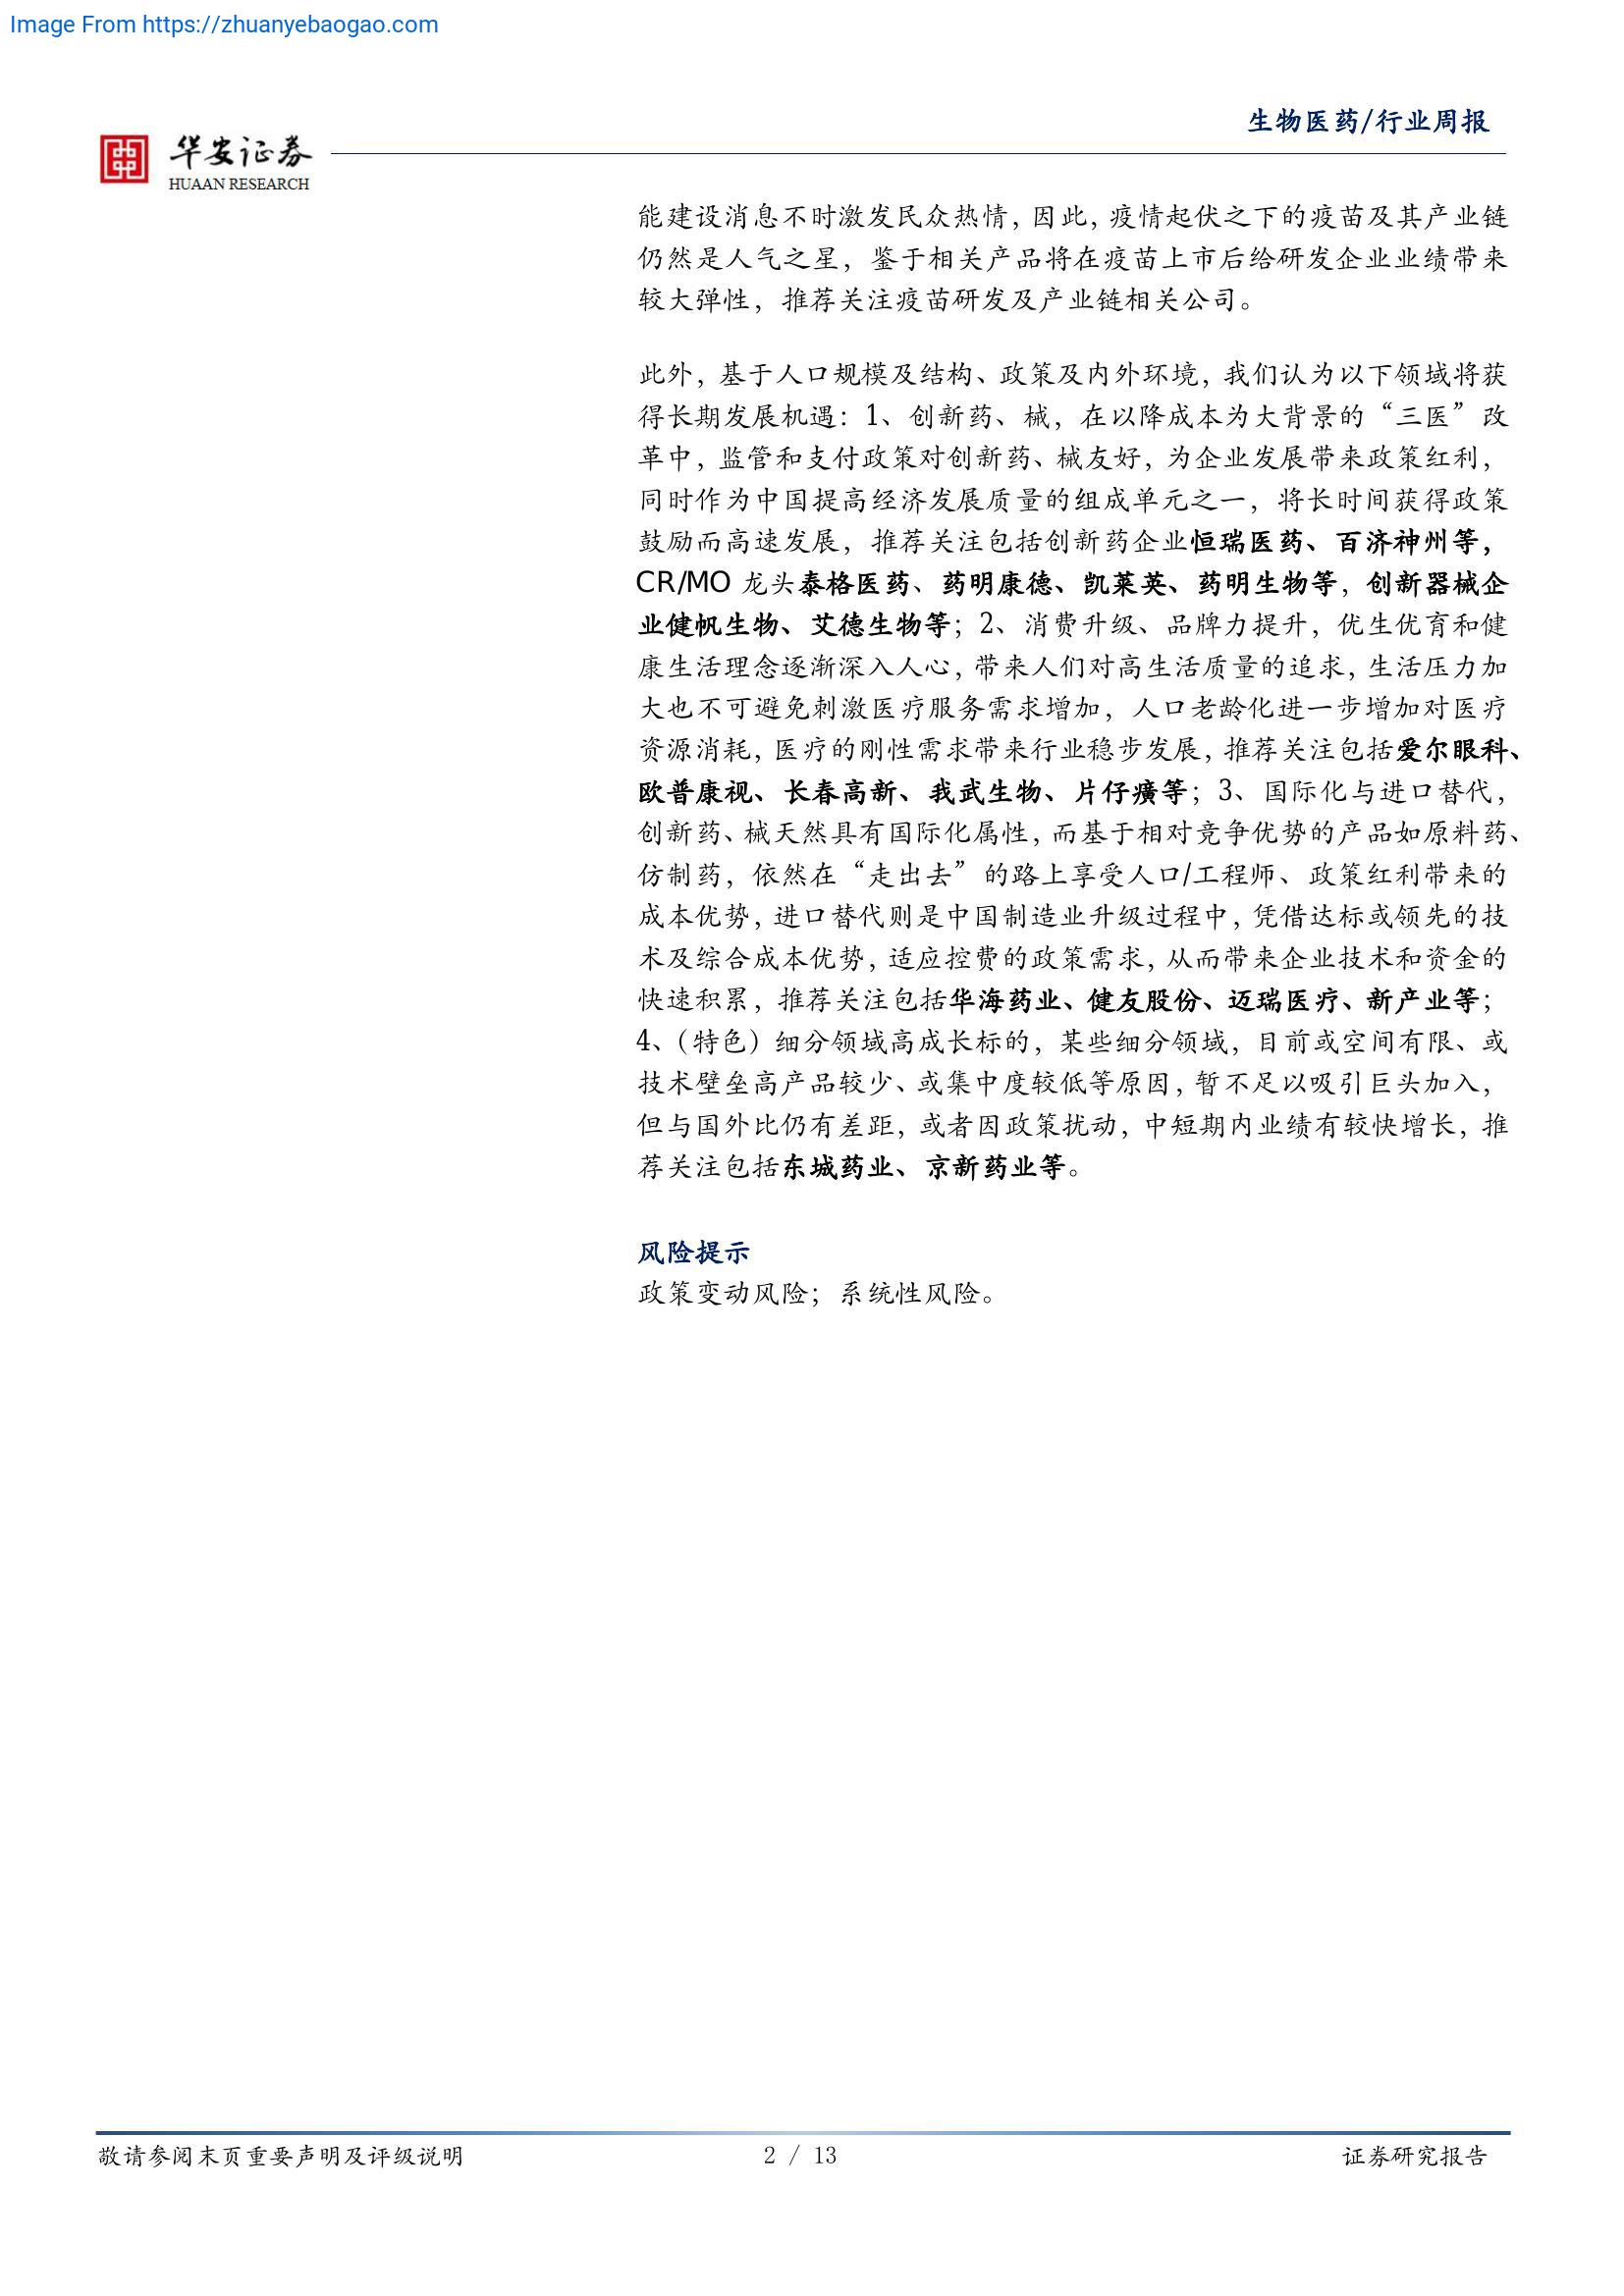 Image From https://zhuanyebaogao.com
生物医药/行业周报
华安证券
HUAAN RESEARCH
能建设消息不时激发民众热情，因此，疫情起伏之下的疫苗及其产业链
仍然是人气之星，鉴于相关产品将在疫苗上市后给研发企业业绩带来
较大弹性，推荐关注疫苗研发及产业链相关公司。
此外，基于人口规模及结构、政策及内外环境，我们认为以下领域将获
得长期发展机遇：1、创新药、械，在以降成本为大背景的“三医”改
革中，监管和支付政策对创新药、械友好，为企业发展带来政策红利，
同时作为中国提高经济发展质量的组成单元之一，将长时间获得政策
鼓励而高速发展，推荐关注包括创新药企业恒瑞医药、百济神州等，
CR/MO 龙头泰格医药、药明康德、凯莱英、药明生物等，创新器械企
业健帆生物、艾德生物等；2、消费升级、品牌力提升，优生优育和健
康生活理念逐渐深入人心，带来人们对高生活质量的追求，生活压力加
大也不可避免刺激医疗服务需求增加，人口老龄化进一步增加对医疗
资源消耗，医疗的刚性需求带来行业稳步发展，推荐关注包括爱尔眼科、
欧普康视、长春高新、我武生物、片仔癀等；3、国际化与进口替代，
创新药、械天然具有国际化属性，而基于相对竞争优势的产品如原料药、
仿制药，依然在“走出去”的路上享受人口/工程师、政策红利带来的
成本优势，进口替代则是中国制造业升级过程中，凭借达标或领先的技
术及综合成本优势，适应控费的政策需求，从而带来企业技术和资金的
快速积累，推荐关注包括华海药业、健友股份、迈瑞医疗、新产业等；
4、（特色）细分领域高成长标的，某些细分领域，目前或空间有限、或
技术壁垒高产品较少、或集中度较低等原因，暂不足以吸引巨头加入，
但与国外比仍有差距，或者因政策扰动，中短期内业绩有较快增长，推
荐关注包括东城药业、京新药业等。
风险提示
政策变动风险；系统性风险。
敬请参阅末页重要声明及评级说明
2 / 13
证券研究报告